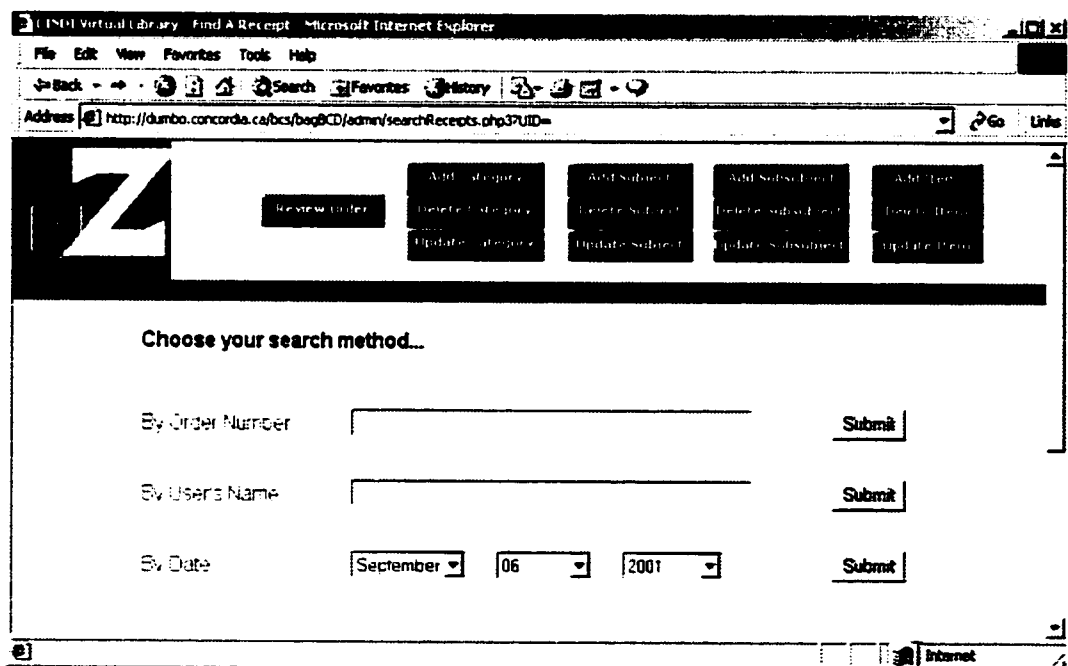 CINDI Virtual Library - Find A Receipt - Microsoft Internet Explorer
File Edit View Favorites Tools Help
Back Search Favorites History
Address http://dumbo.concordia.ca/bcs/bagBCD/admin/searchReceipts.php3?UID= Go Links
Add Category Add Subject Add Subsubject Add Item
Review Order Delete Category Delete Subject Delete Subsubject Delete Item
Update Category Update Subject Update Subsubject Update Item
Choose your search method...
By Order Number Submit
By User's Name Submit
By Date September 06 2001 Submit
Internet